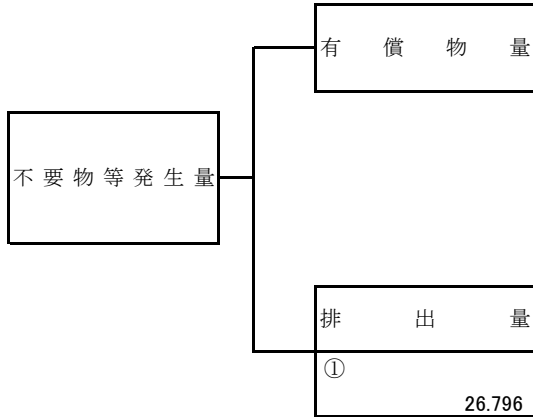 有償物量
不要物等発生量
排出量
①
26.796